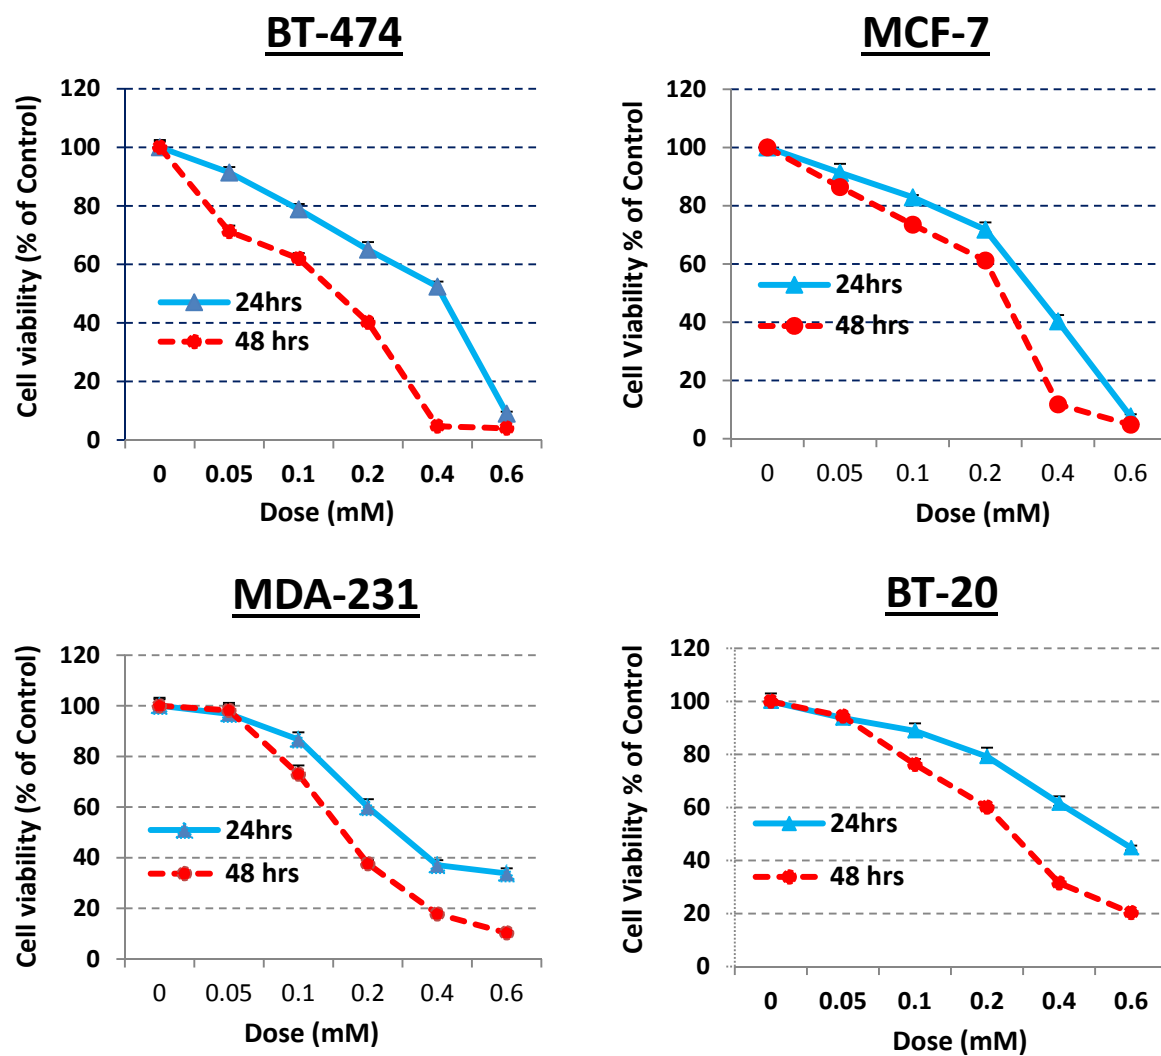 BT-474
Cell viability (% of Control)
120
100
80
60
40
20
0
24hrs
48 hrs
0 0.05 0.1 0.2 0.4 0.6
Dose (mM)
MCF-7
Cell Viability % of Control
120
100
80
60
40
20
0
24hrs
48 hrs
0 0.05 0.1 0.2 0.4 0.6
Dose (mM)
MDA-231
Cell viability (% of Control)
120
100
80
60
40
20
0
24hrs
48 hrs
0 0.05 0.1 0.2 0.4 0.6
Dose (mM)
BT-20
Cell Viability % of Control
120
100
80
60
40
20
0
24hrs
48 hrs
0 0.05 0.1 0.2 0.4 0.6
Dose (mM)